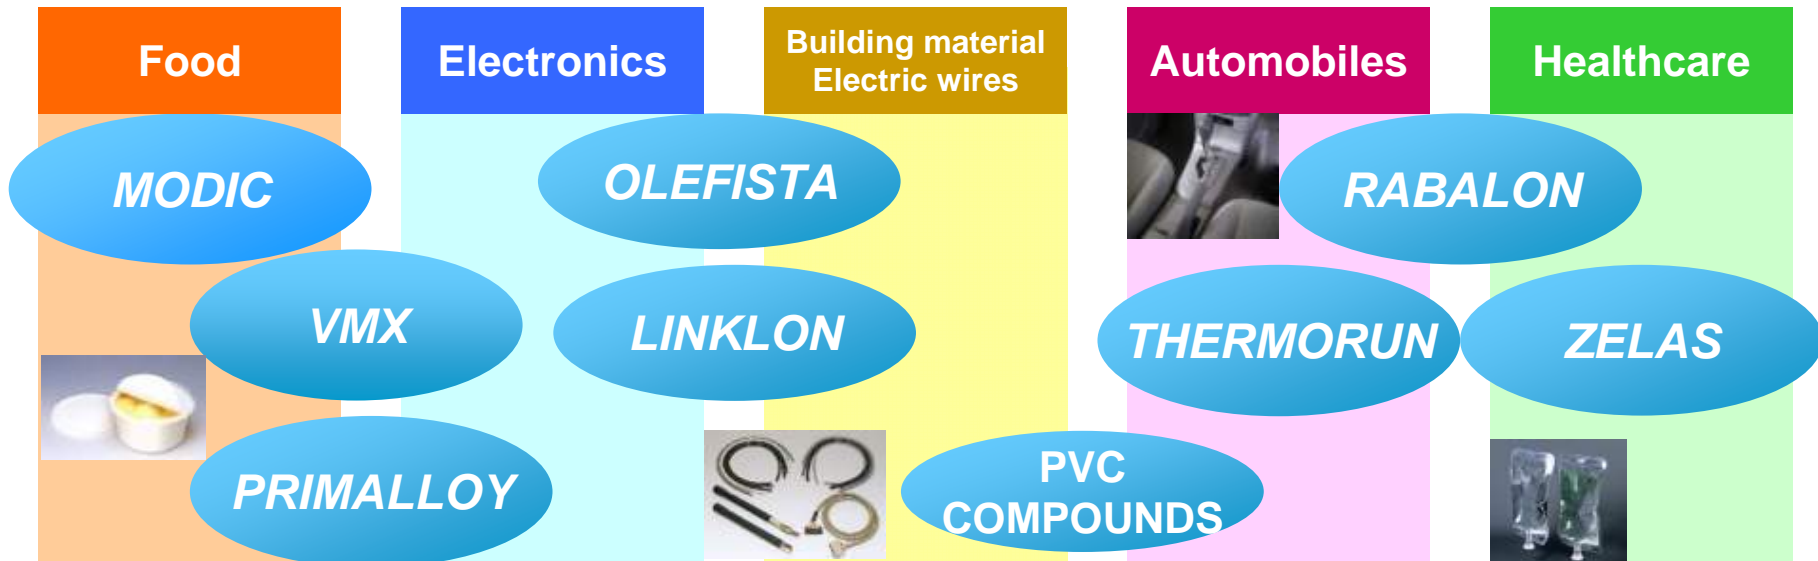 Food
Electronics
Building material
Electric wires
Automobiles
Healthcare
MODIC
OLEFISTA
RABALON
VMX
LINKLON
THERMORUN
ZELAS
PRIMALLOY
PVC
COMPOUNDS